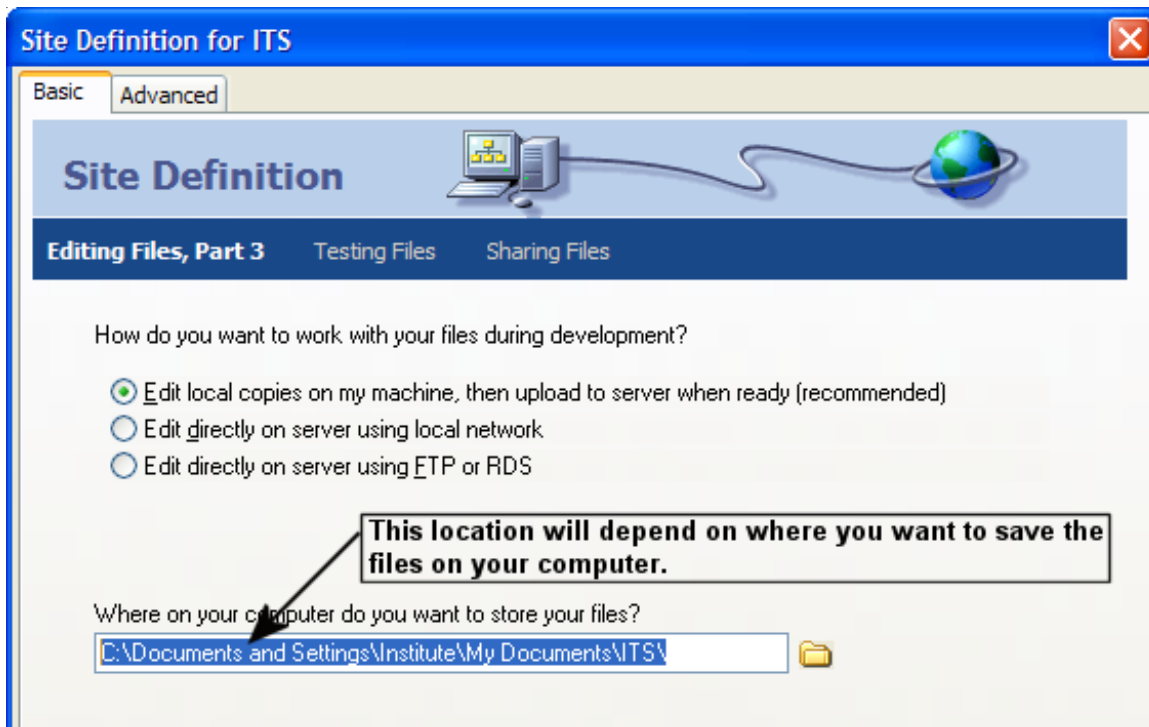 Site Definition for ITS
Basic
Advanced
Site Definition
Editing Files, Part 3
Testing Files
Sharing Files
How do you want to work with your files during development?
Edit local copies on my machine, then upload to server when ready (recommended)
Edit directly on server using local network
Edit directly on server using FTP or RDS
This location will depend on where you want to save the
files on your computer.
Where on your computer do you want to store your files?
C:\Documents and Settings\Institute\My Documents\ITS\